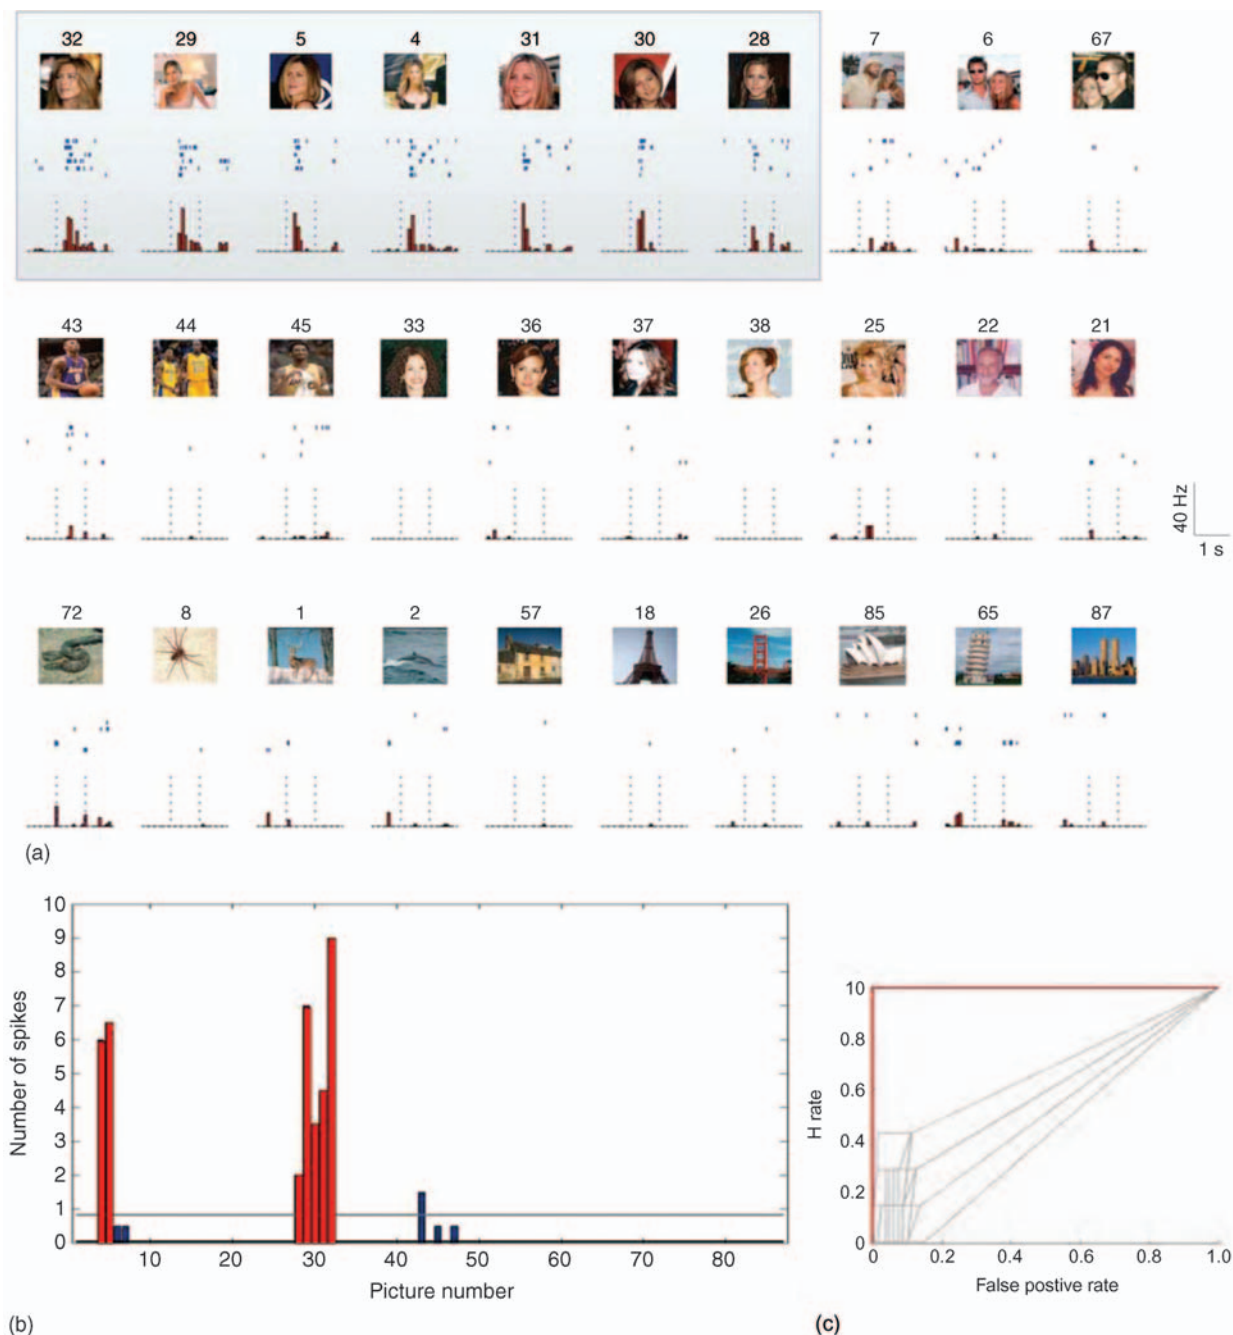 32 29 5 4 31 30 28 7 6 67
43 44 45 33 36 37 38 25 22 21
40 Hz
1 s
72 8 1 2 57 18 26 85 65 87
(a)
10
9
8
7
6
5
4
3
2
1
0
Number of spikes
10 20 30 40 50 60 70 80
Picture number
(b)
10
0.8
0.6
0.4
0.2
0
H rate
0 0.2 0.4 0.6 0.8 1.0
False postive rate
(c)